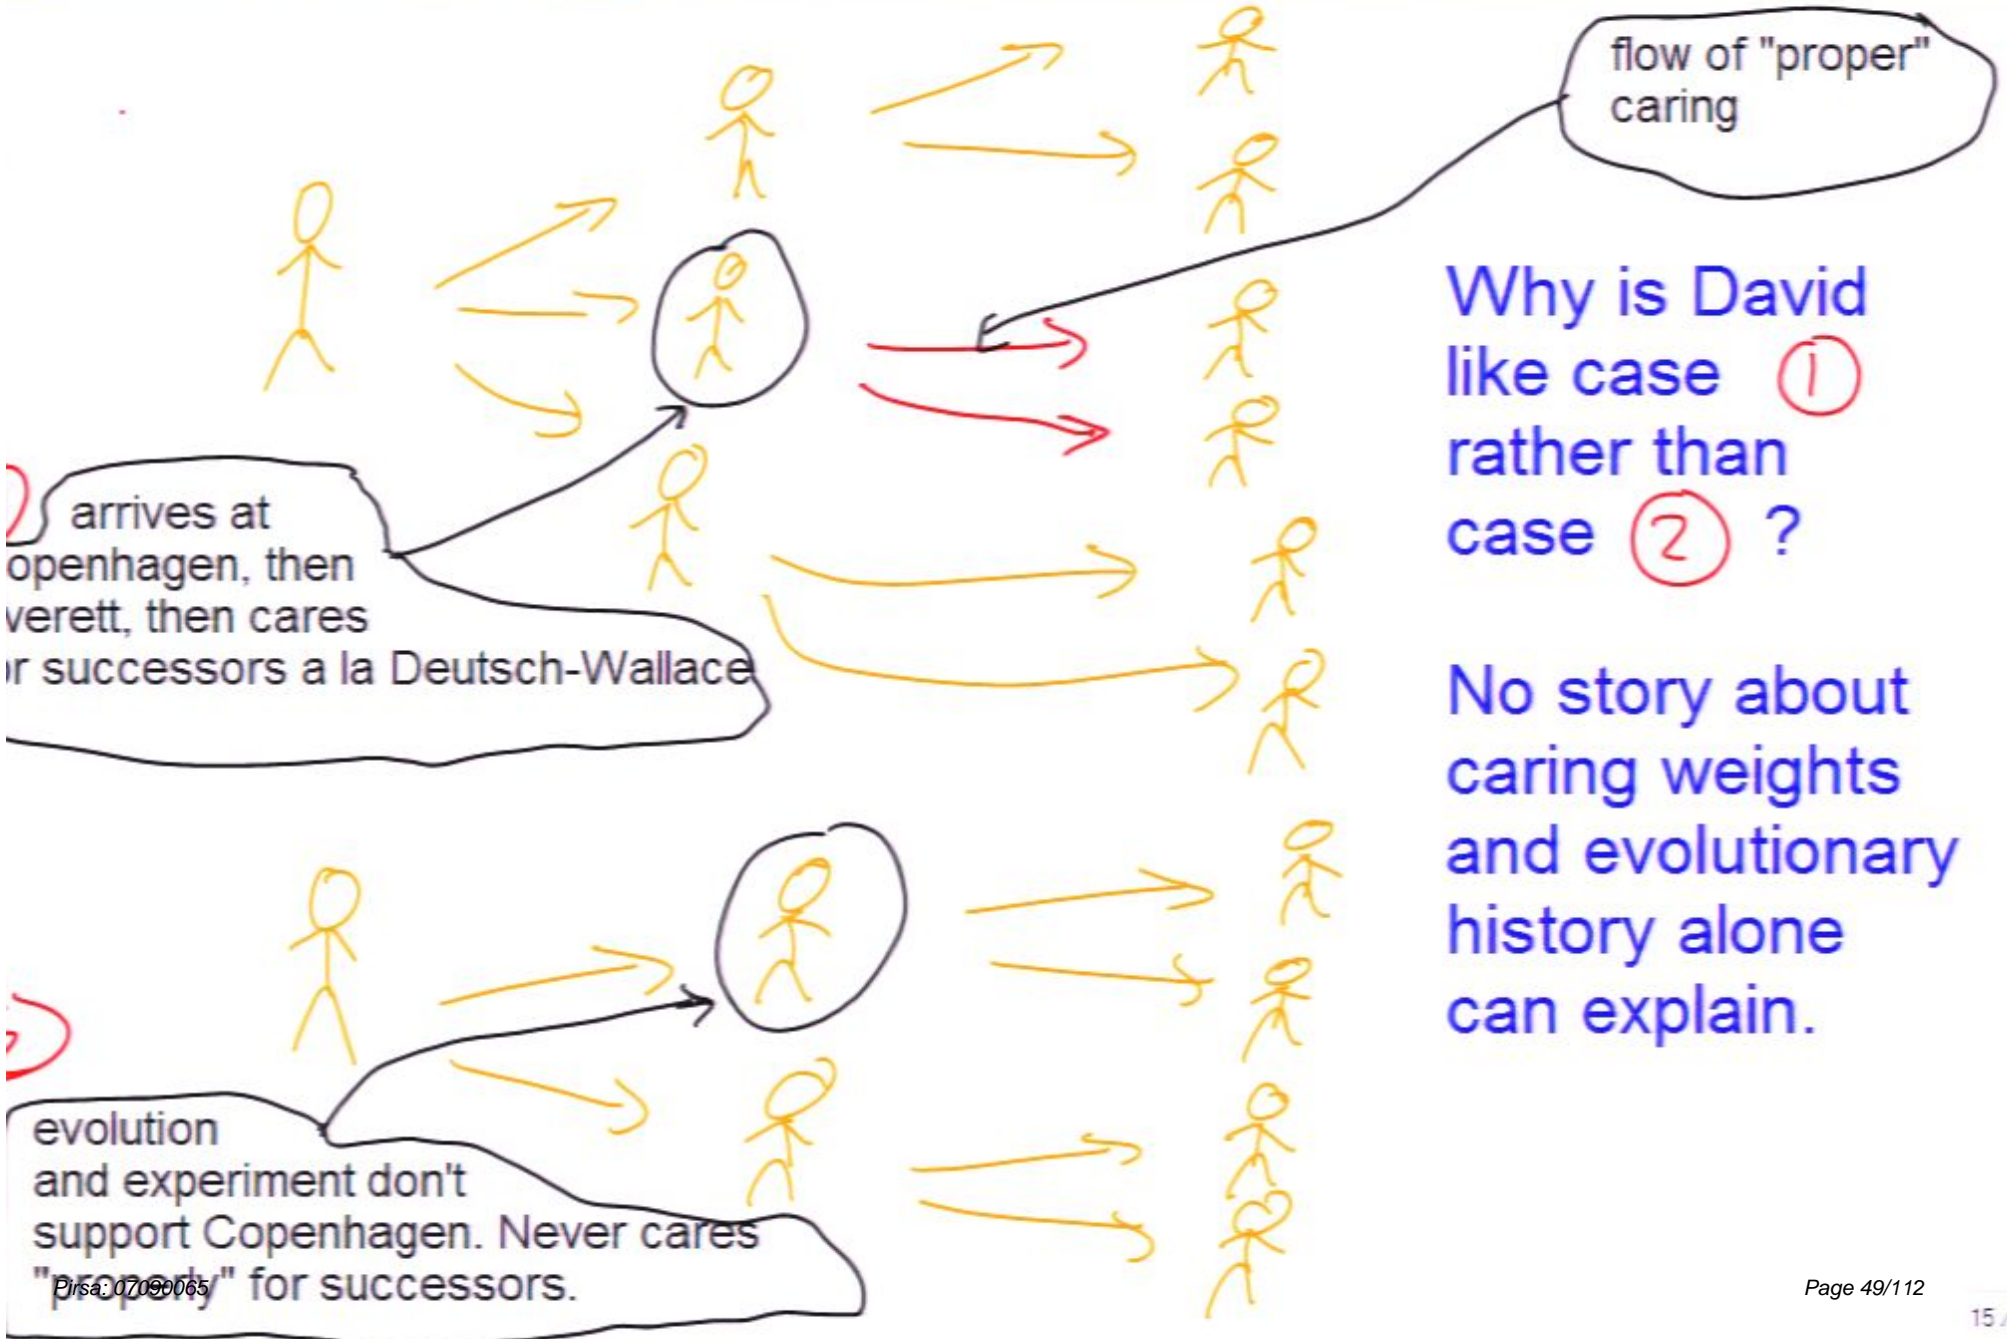 flow of "proper"
caring
Why is David
like case 1
rather than
case 2 ?
No story about
caring weights
and evolutionary
history alone
can explain.
arrives at
openhagen, then
verett, then cares
r successors a la Deutsch-Wallace
evolution
and experiment don't
support Copenhagen. Never cares
"properly" for successors.
Pirsa: 07090065
Page 49/112
15 /